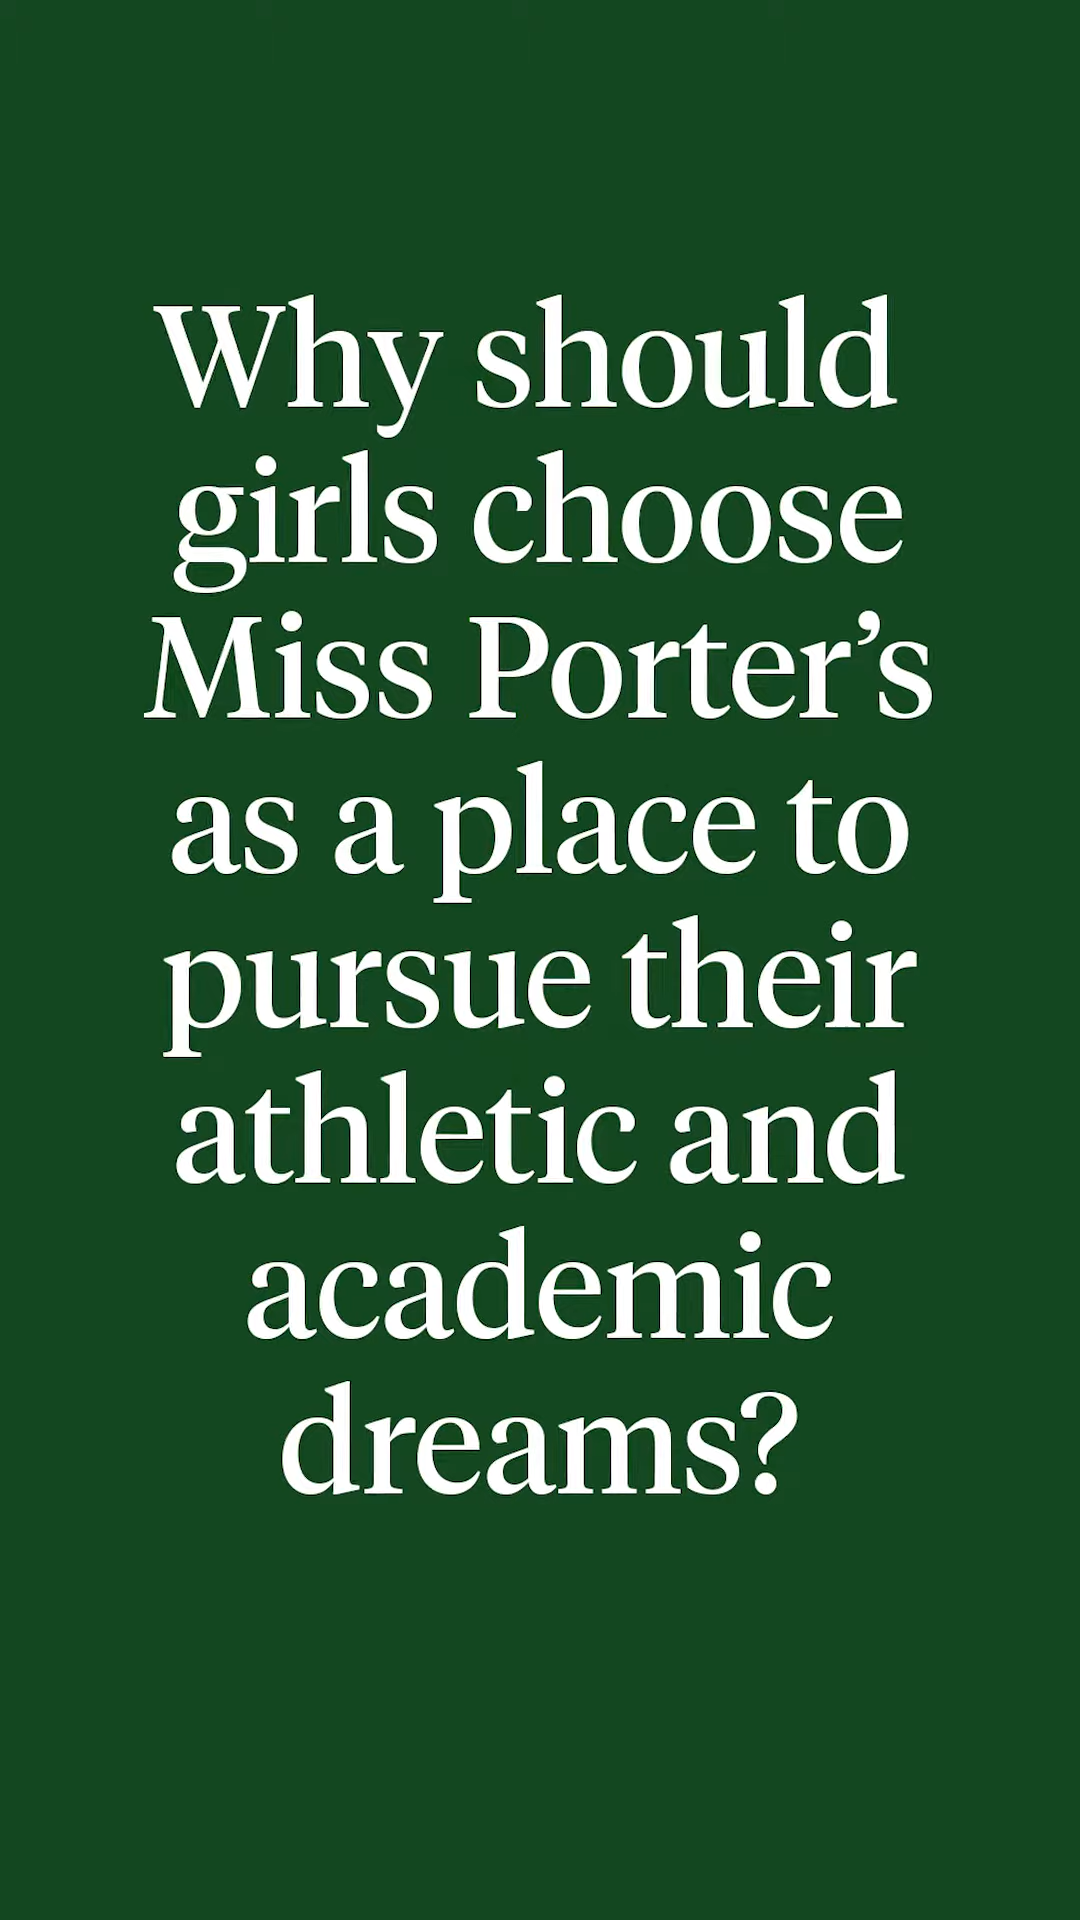 Why should
girls choose
Miss Porter’s
as a place to
pursue their
athletic and
academic
dreams?